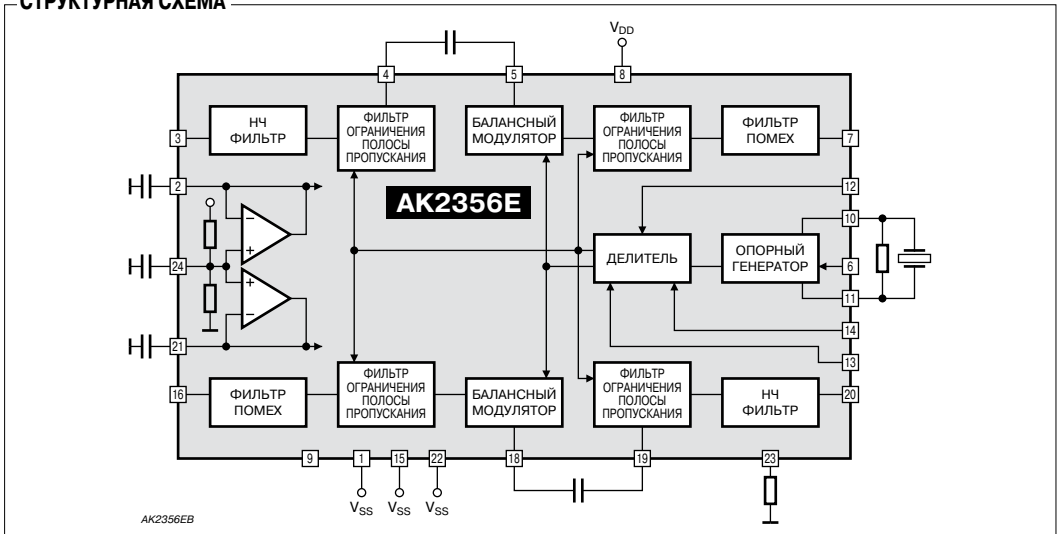 СТРУКТУРНАЯ СХЕМА
V_DD
4
5
8
НЧ
ФИЛЬТР
ФИЛЬТР
ОГРАНИЧЕНИЯ
ПОЛОСЫ
ПРОПУСКАНИЯ
БАЛАНСНЫЙ
МОДУЛЯТОР
ФИЛЬТР
ОГРАНИЧЕНИЯ
ПОЛОСЫ
ПРОПУСКАНИЯ
ФИЛЬТР
ПОМЕХ
3
7
2
12
AK2356E
10
ДЕЛИТЕЛЬ
ОПОРНЫЙ
ГЕНЕРАТОР
24
6
11
14
21
13
ФИЛЬТР
ПОМЕХ
ФИЛЬТР
ОГРАНИЧЕНИЯ
ПОЛОСЫ
ПРОПУСКАНИЯ
БАЛАНСНЫЙ
МОДУЛЯТОР
ФИЛЬТР
ОГРАНИЧЕНИЯ
ПОЛОСЫ
ПРОПУСКАНИЯ
НЧ
ФИЛЬТР
16
20
9
1
15
22
18
19
23
V_SS
V_SS
V_SS
AK2356EB